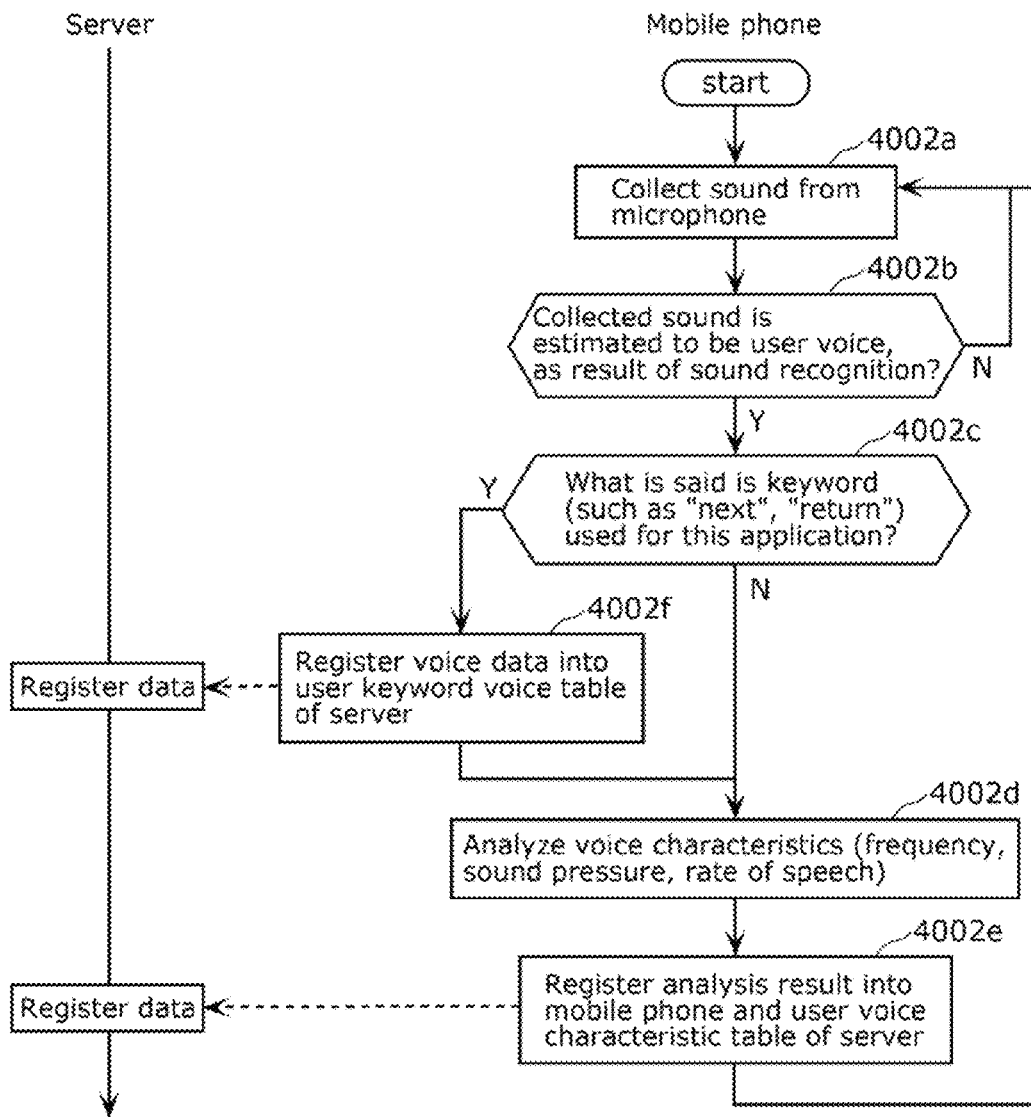 Server
Mobile phone
start
4002a
Collect sound from
microphone
4002b
Collected sound is
estimated to be user voice,
as result of sound recognition?
N
Y
4002c
What is said is keyword
(such as "next", "return")
used for this application?
Y
N
4002f
Register voice data into
user keyword voice table
of server
Register data
4002d
Analyze voice characteristics (frequency,
sound pressure, rate of speech)
4002e
Register analysis result into
mobile phone and user voice
characteristic table of server
Register data